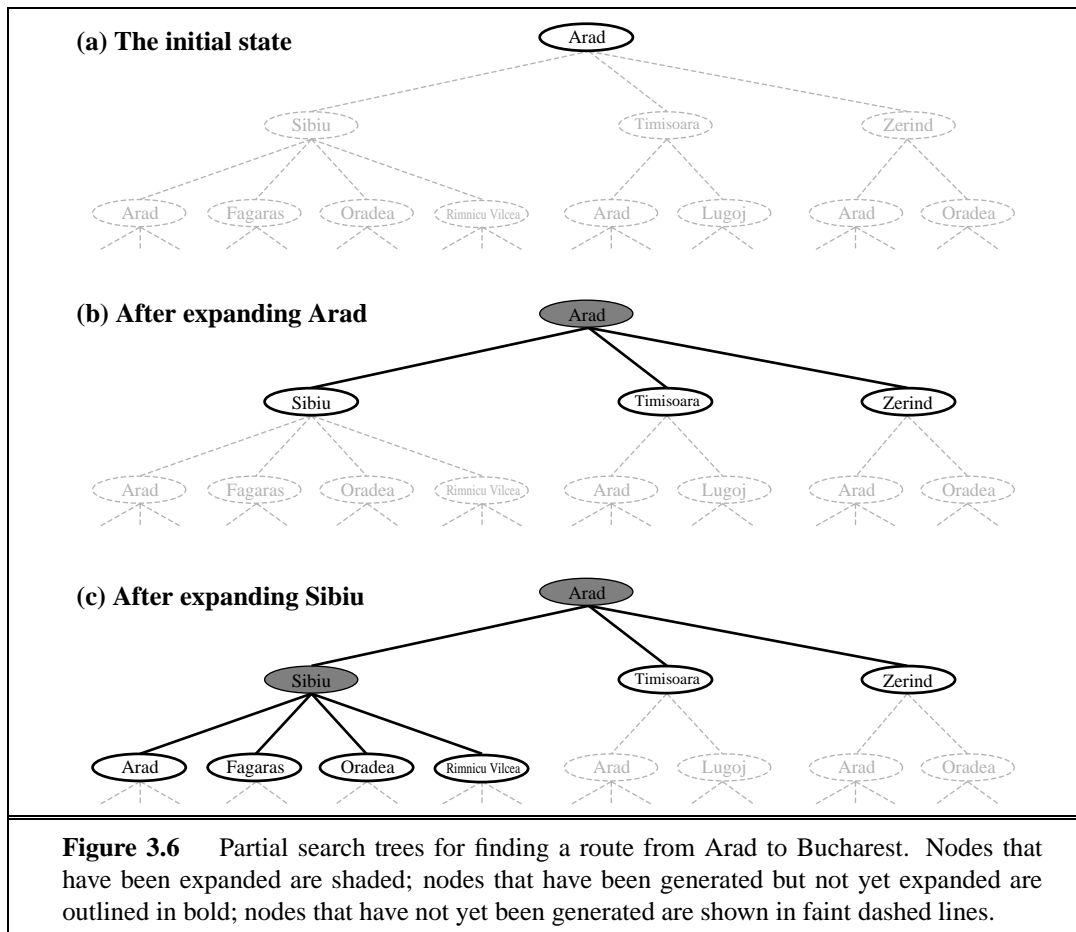 (a) The initial state
Arad
Sibiu
Timisoara
Zerind
Arad
Fagaras
Oradea
Rimnicu Vilcea
Arad
Lugoj
Arad
Oradea
(b) After expanding Arad
Arad
Sibiu
Timisoara
Zerind
Arad
Fagaras
Oradea
Rimnicu Vilcea
Arad
Lugoj
Arad
Oradea
(c) After expanding Sibiu
Arad
Sibiu
Timisoara
Zerind
Arad
Fagaras
Oradea
Rimnicu Vilcea
Arad
Lugoj
Arad
Oradea
Figure 3.6 Partial search trees for finding a route from Arad to Bucharest. Nodes that
have been expanded are shaded; nodes that have been generated but not yet expanded are
outlined in bold; nodes that have not yet been generated are shown in faint dashed lines.